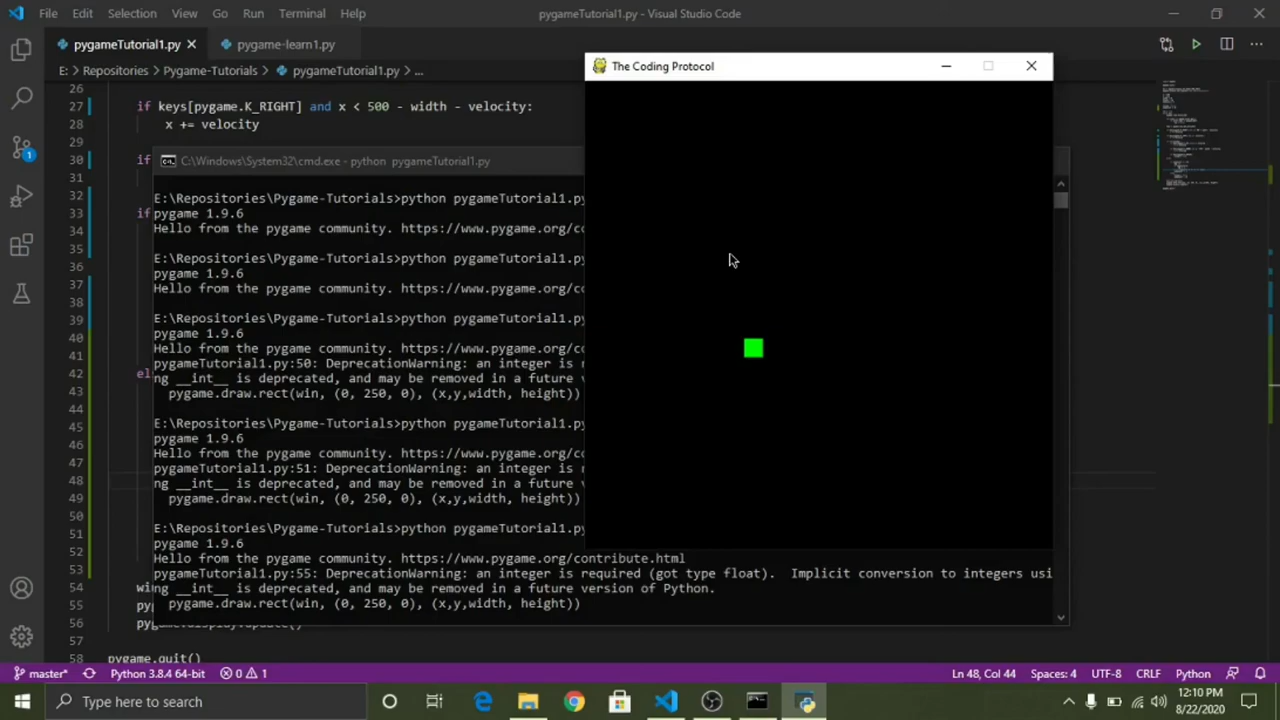 File Edit Selection View Go Run Terminal Help pygameTutorial1.py - Visual Studio Code
pygameTutorial1.py pygame-learn1.py
E: > Repositories > Pygame-Tutorials > pygameTutorial1.py > ...
The Coding Protocol
26
27 if keys[pygame.K_RIGHT] and x < 500 - width - velocity:
28 x += velocity
29
30 if
31
32
33 if
34
35
36
37
38
39
40
41
42
43
44
45
46
47
48
49
50
51
52
53
54
55
56
57
58 pygame.quit()
C:\Windows\System32\cmd.exe - python pygameTutorial1.py
E:\Repositories\Pygame-Tutorials>python pygameTutorial1.py
pygame 1.9.6
Hello from the pygame community. https://www.pygame.org/co
E:\Repositories\Pygame-Tutorials>python pygameTutorial1.py
pygame 1.9.6
Hello from the pygame community. https://www.pygame.org/co
E:\Repositories\Pygame-Tutorials>python pygameTutorial1.py
pygame 1.9.6
Hello from the pygame community. https://www.pygame.org/co
pygameTutorial1.py:50: DeprecationWarning: an integer is
ng __int__ is deprecated, and may be removed in a future
pygame.draw.rect(win, (0, 250, 0), (x,y,width, height))
E:\Repositories\Pygame-Tutorials>python pygameTutorial1.py
pygame 1.9.6
Hello from the pygame community. https://www.pygame.org/co
pygameTutorial1.py:51: DeprecationWarning: an integer is
ng __int__ is deprecated, and may be removed in a future
pygame.draw.rect(win, (0, 250, 0), (x,y,width, height))
E:\Repositories\Pygame-Tutorials>python pygameTutorial1.py
pygame 1.9.6
Hello from the pygame community. https://www.pygame.org/contribute.html
pygameTutorial1.py:55: DeprecationWarning: an integer is required (got type float). Implicit conversion to integers usi
ng __int__ is deprecated, and may be removed in a future version of Python.
pygame.draw.rect(win, (0, 250, 0), (x,y,width, height))
1
master* Python 3.8.4 64-bit 0 1 Ln 48, Col 44 Spaces: 4 UTF-8 CRLF Python
Type here to search
12:10 PM
8/22/2020